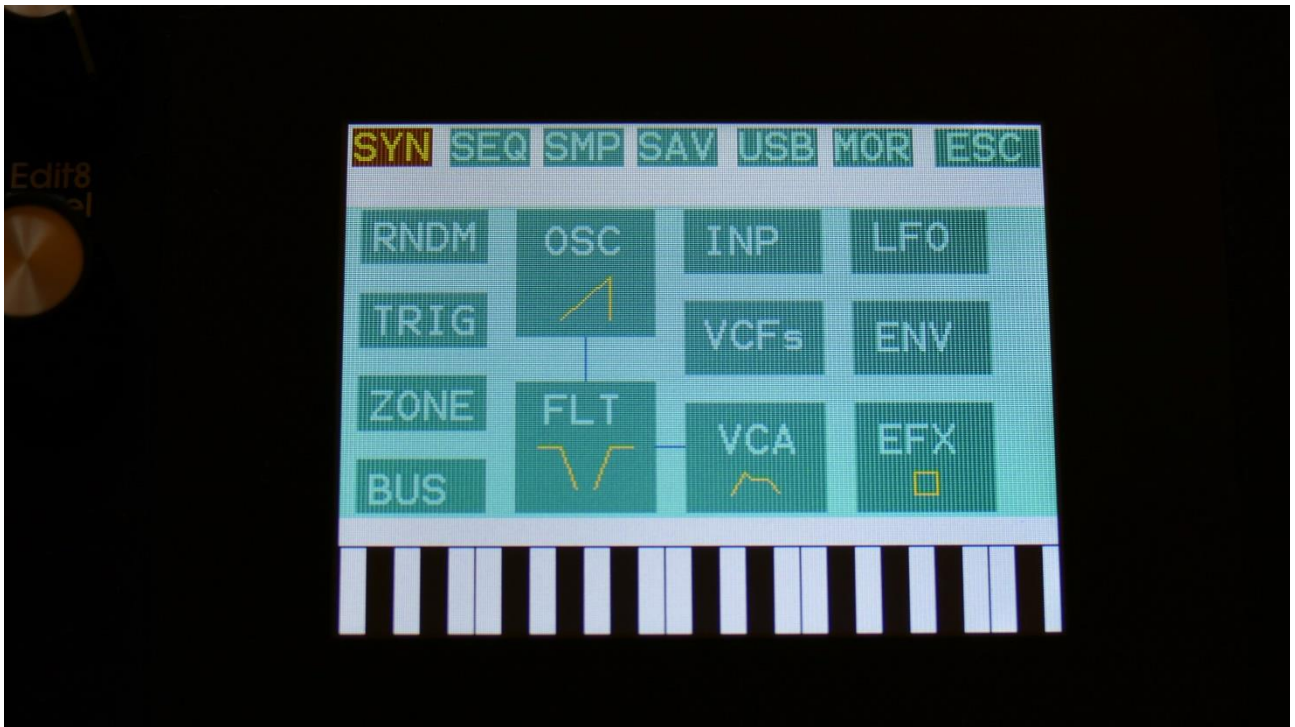 SYN SEQ SMP SAV USB MOR ESC
Edit8
RNDM OSC INP LFO
TRIG VCFs ENV
ZONE FLT VCA EFX
BUS